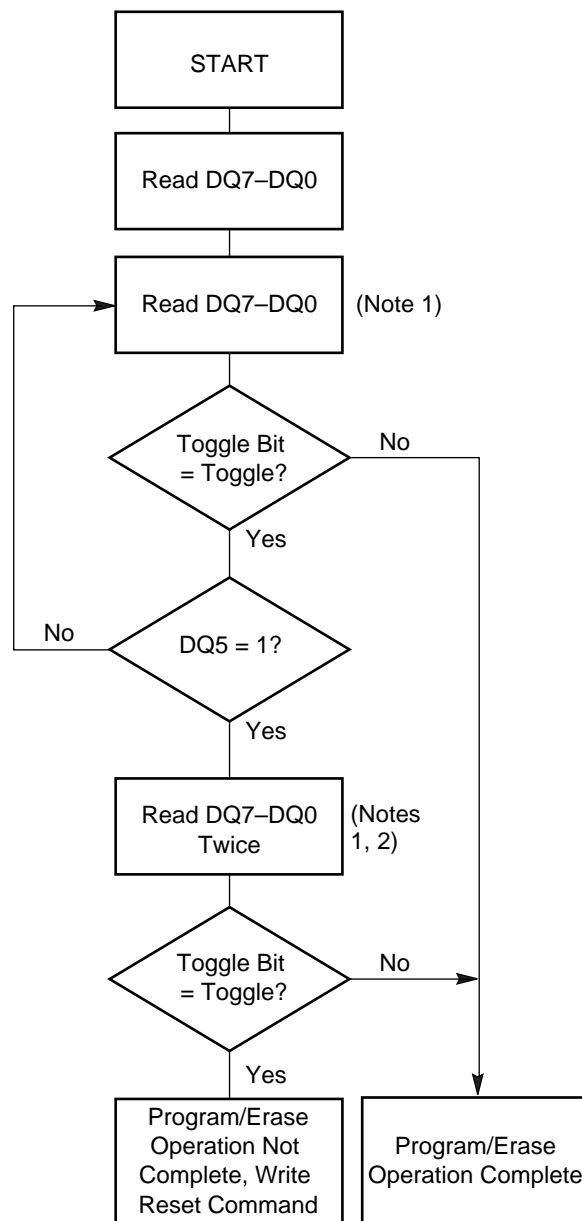 START
Read DQ7–DQ0
Read DQ7–DQ0
(Note 1)
Toggle Bit
= Toggle?
No
Yes
No
DQ5 = 1?
Yes
Read DQ7–DQ0
Twice
(Notes
1, 2)
Toggle Bit
= Toggle?
No
Yes
Program/Erase
Operation Not
Complete, Write
Reset Command
Program/Erase
Operation Complete